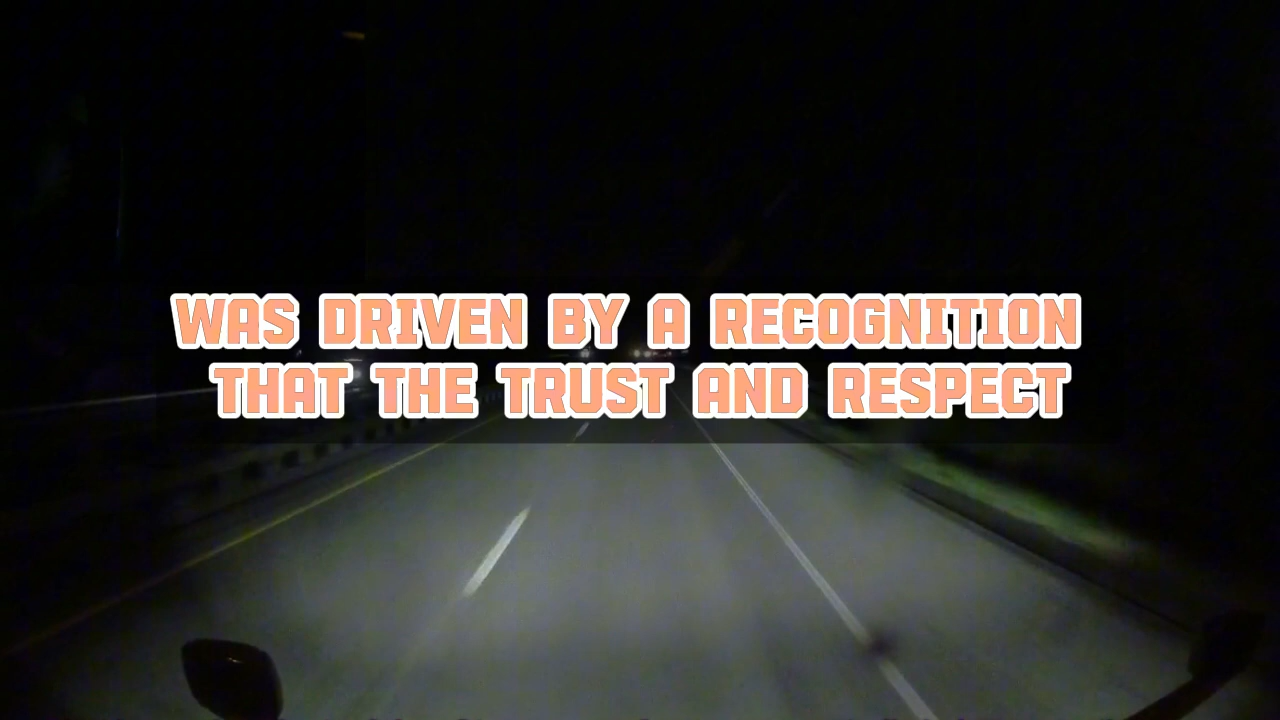 WAS DRIVEN BY A RECOGNITION
THAT THE TRUST AND RESPECT